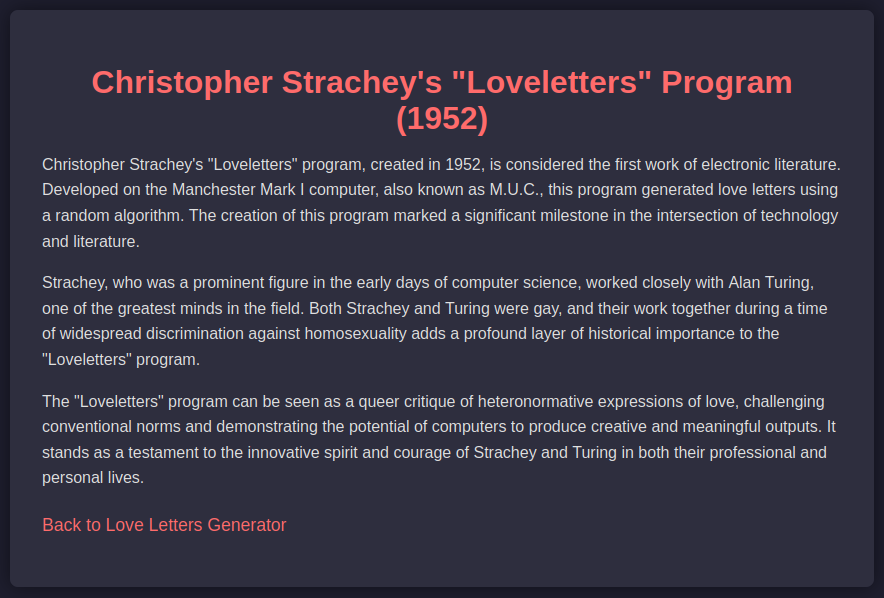 Christopher Strachey's "Loveletters" Program
(1952)
Christopher Strachey's "Loveletters" program, created in 1952, is considered the first work of electronic literature.
Developed on the Manchester Mark I computer, also known as M.U.C., this program generated love letters using
a random algorithm. The creation of this program marked a significant milestone in the intersection of technology
and literature.
Strachey, who was a prominent figure in the early days of computer science, worked closely with Alan Turing,
one of the greatest minds in the field. Both Strachey and Turing were gay, and their work together during a time
of widespread discrimination against homosexuality adds a profound layer of historical importance to the
"Loveletters" program.
The "Loveletters" program can be seen as a queer critique of heteronormative expressions of love, challenging
conventional norms and demonstrating the potential of computers to produce creative and meaningful outputs. It
stands as a testament to the innovative spirit and courage of Strachey and Turing in both their professional and
personal lives.
Back to Love Letters Generator